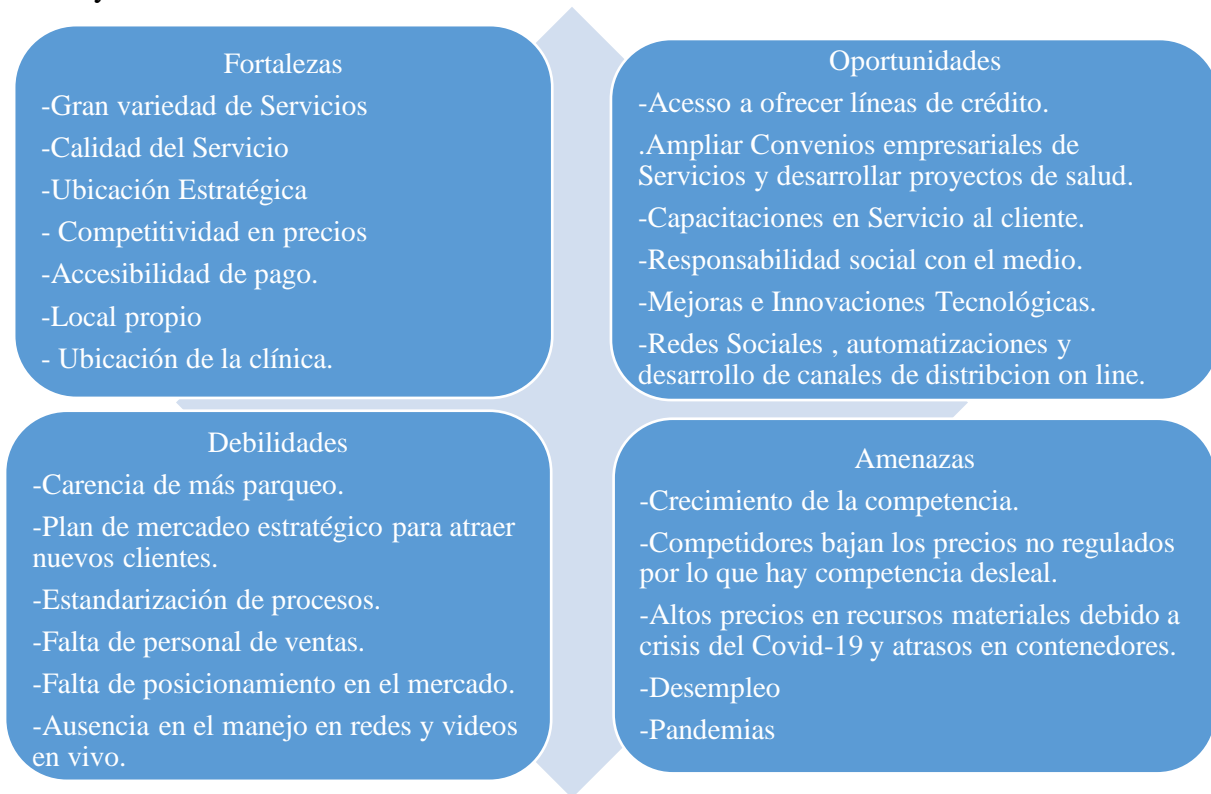 Fortalezas
-Gran variedad de Servicios
-Calidad del Servicio
-Ubicación Estratégica
- Competitividad en precios
-Accesibilidad de pago.
-Local propio
- Ubicación de la clínica.
Oportunidades
-Acesso a ofrecer líneas de crédito.
.Ampliar Convenios empresariales de
Servicios y desarrollar proyectos de salud.
-Capacitaciones en Servicio al cliente.
-Responsabilidad social con el medio.
-Mejoras e Innovaciones Tecnológicas.
-Redes Sociales , automatizaciones y
desarrollo de canales de distribcion on line.
Debilidades
-Carencia de más parqueo.
-Plan de mercadeo estratégico para atraer
nuevos clientes.
-Estandarización de procesos.
-Falta de personal de ventas.
-Falta de posicionamiento en el mercado.
-Ausencia en el manejo en redes y videos
en vivo.
Amenazas
-Crecimiento de la competencia.
-Competidores bajan los precios no regulados
por lo que hay competencia desleal.
-Altos precios en recursos materiales debido a
crisis del Covid-19 y atrasos en contenedores.
-Desempleo
-Pandemias